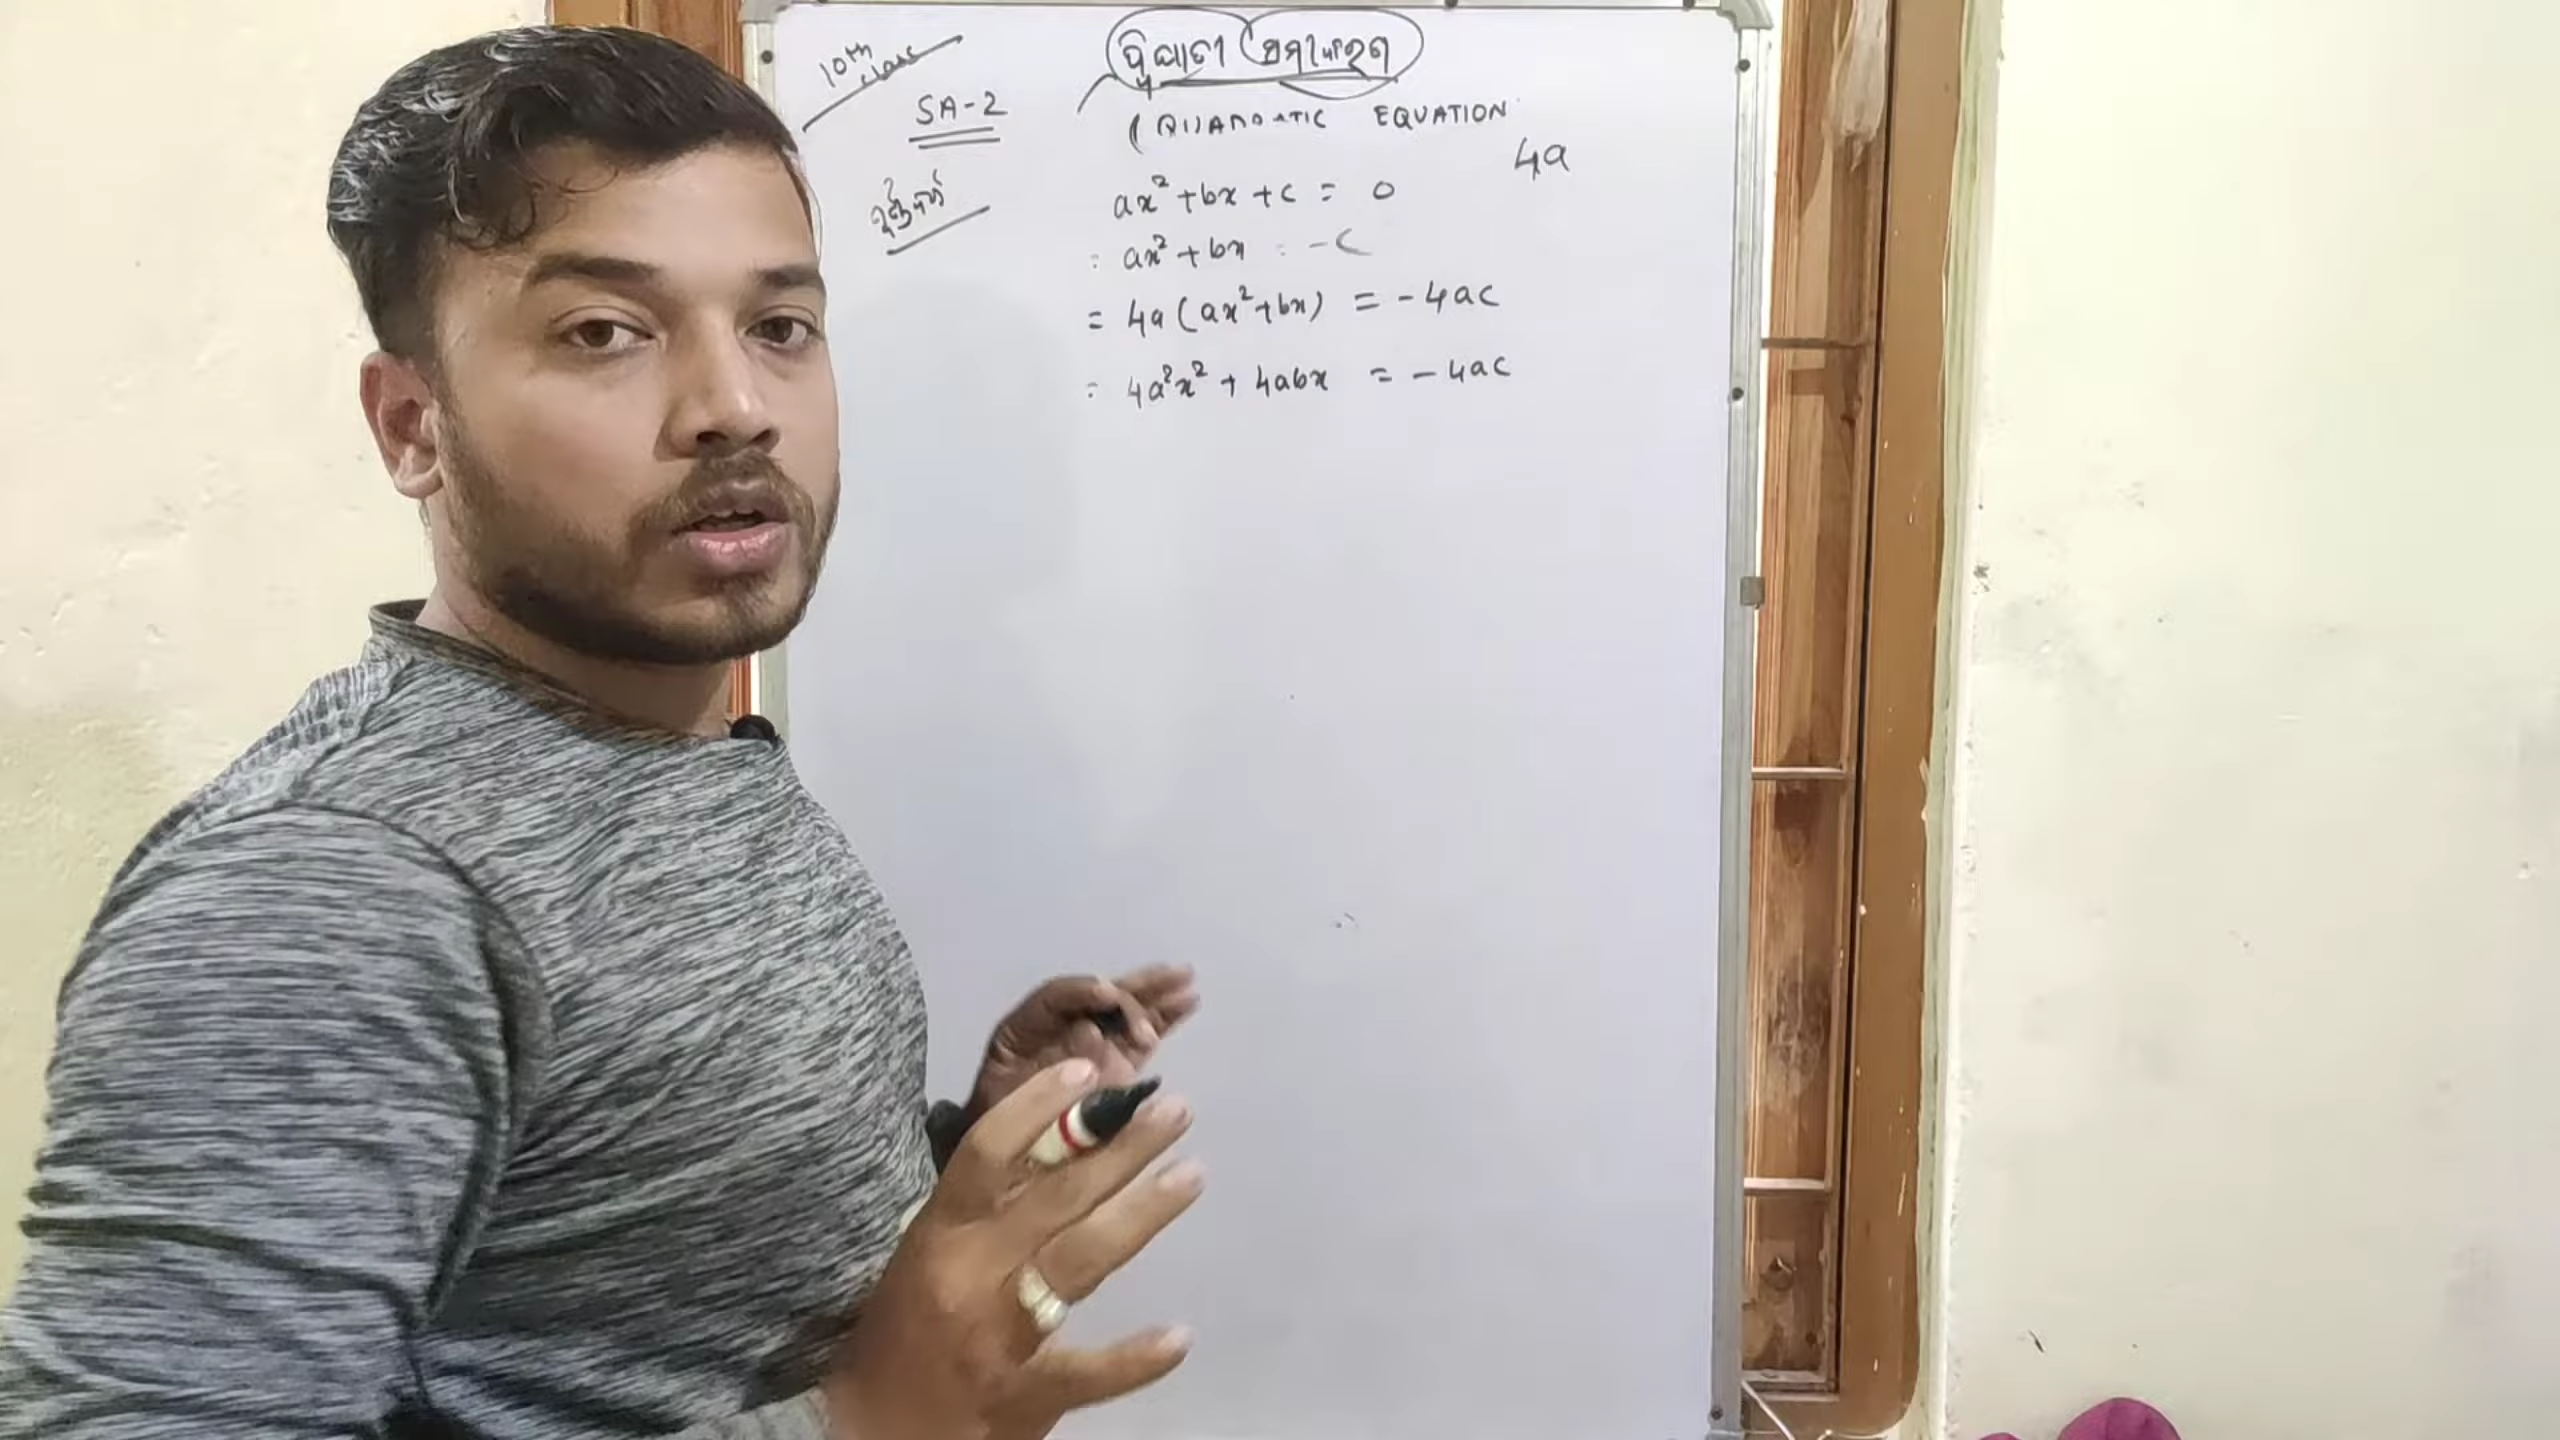 10th class
SA-2
ଦ୍ୱିଘାତୀ ସମୀକରଣ
(QUADRATIC EQUATION
4a
ax² + bx + c = 0
= ax² + bx = -c
= 4a (ax² + bx) = -4ac
= 4a²x² + 4abx = -4ac